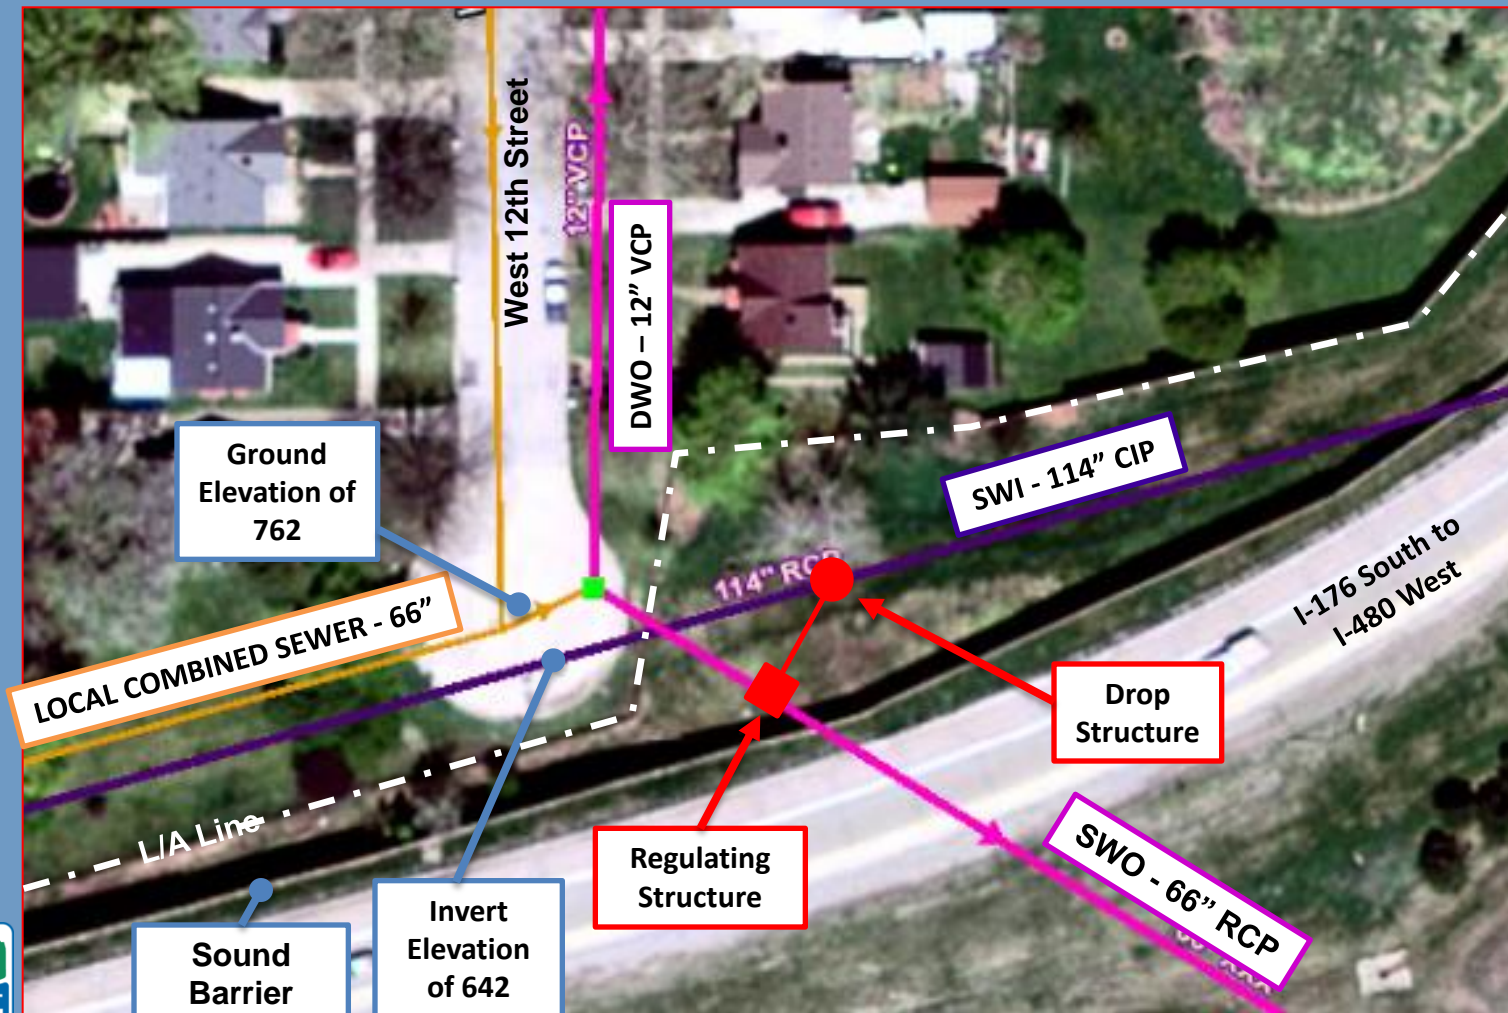 West 12th Street
12" VCP
DWO – 12” VCP
Ground
Elevation of
762
SWI - 114” CIP
114" RCP
I-176 South to
I-480 West
LOCAL COMBINED SEWER - 66”
Drop
Structure
L/A Line
Regulating
Structure
SWO - 66” RCP
Invert
Elevation
of 642
Sound
Barrier